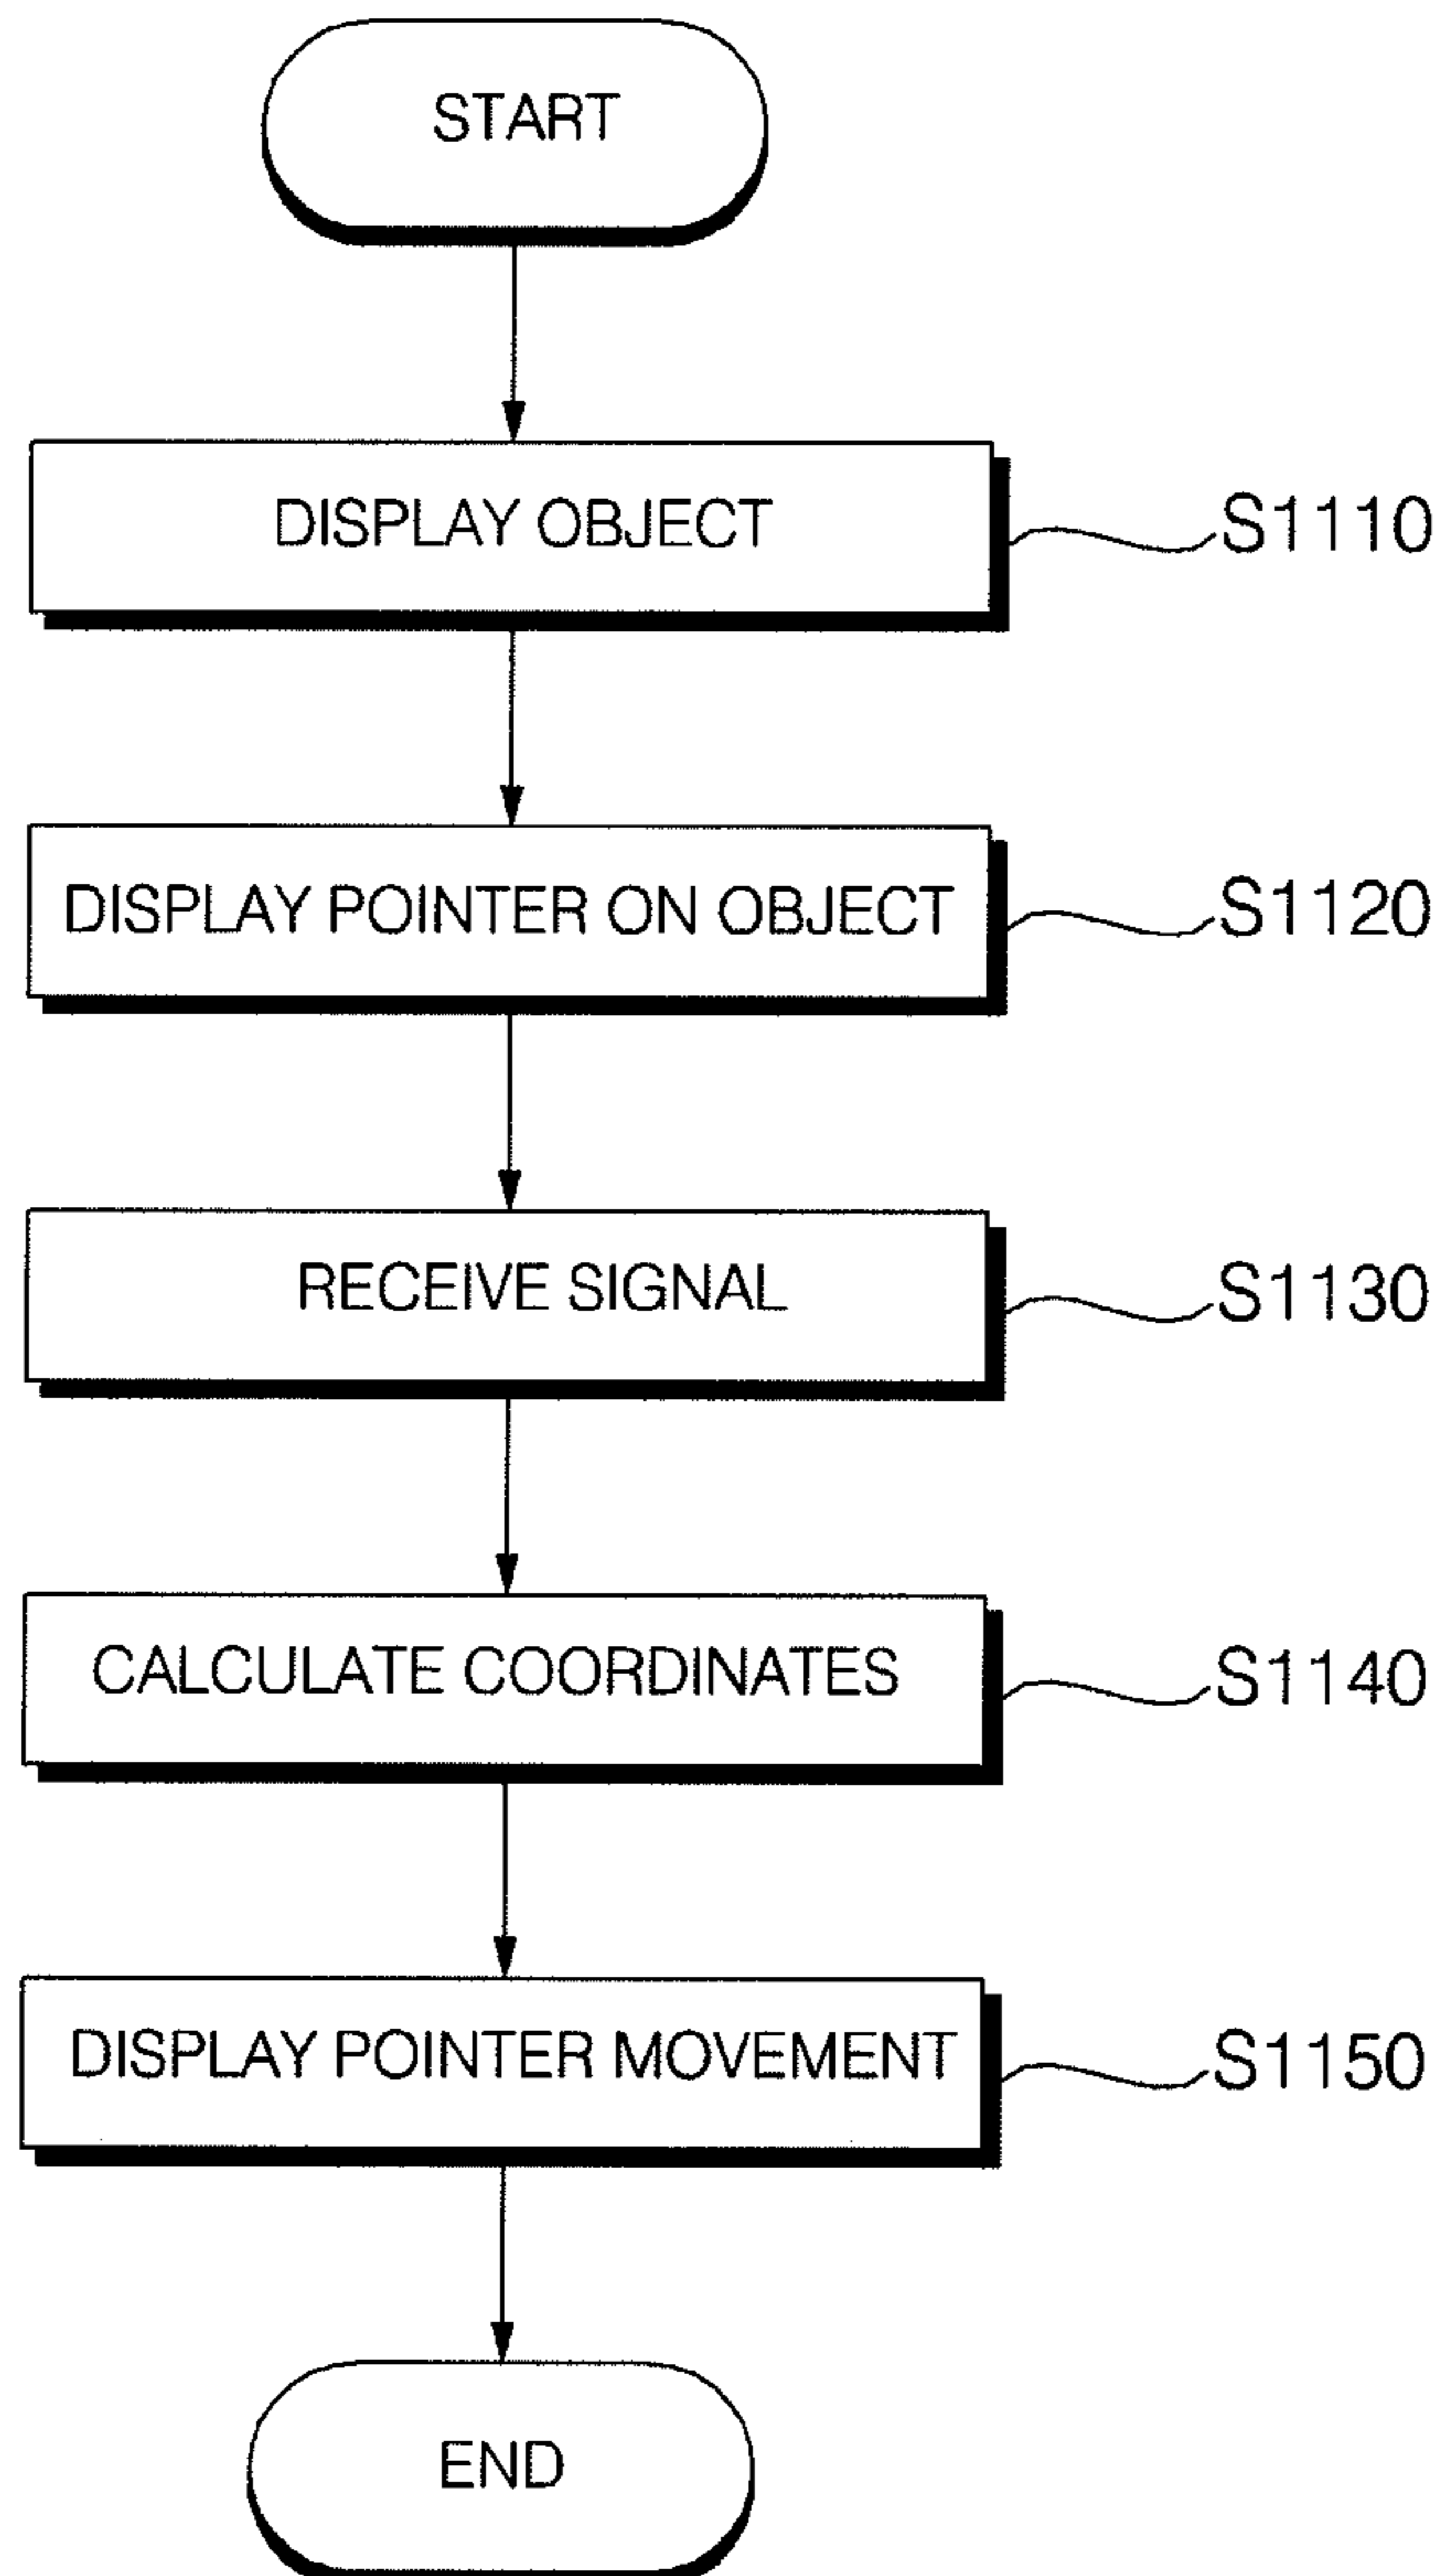 START
DISPLAY OBJECT
S1110
DISPLAY POINTER ON OBJECT
S1120
RECEIVE SIGNAL
S1130
CALCULATE COORDINATES
S1140
DISPLAY POINTER MOVEMENT
S1150
END